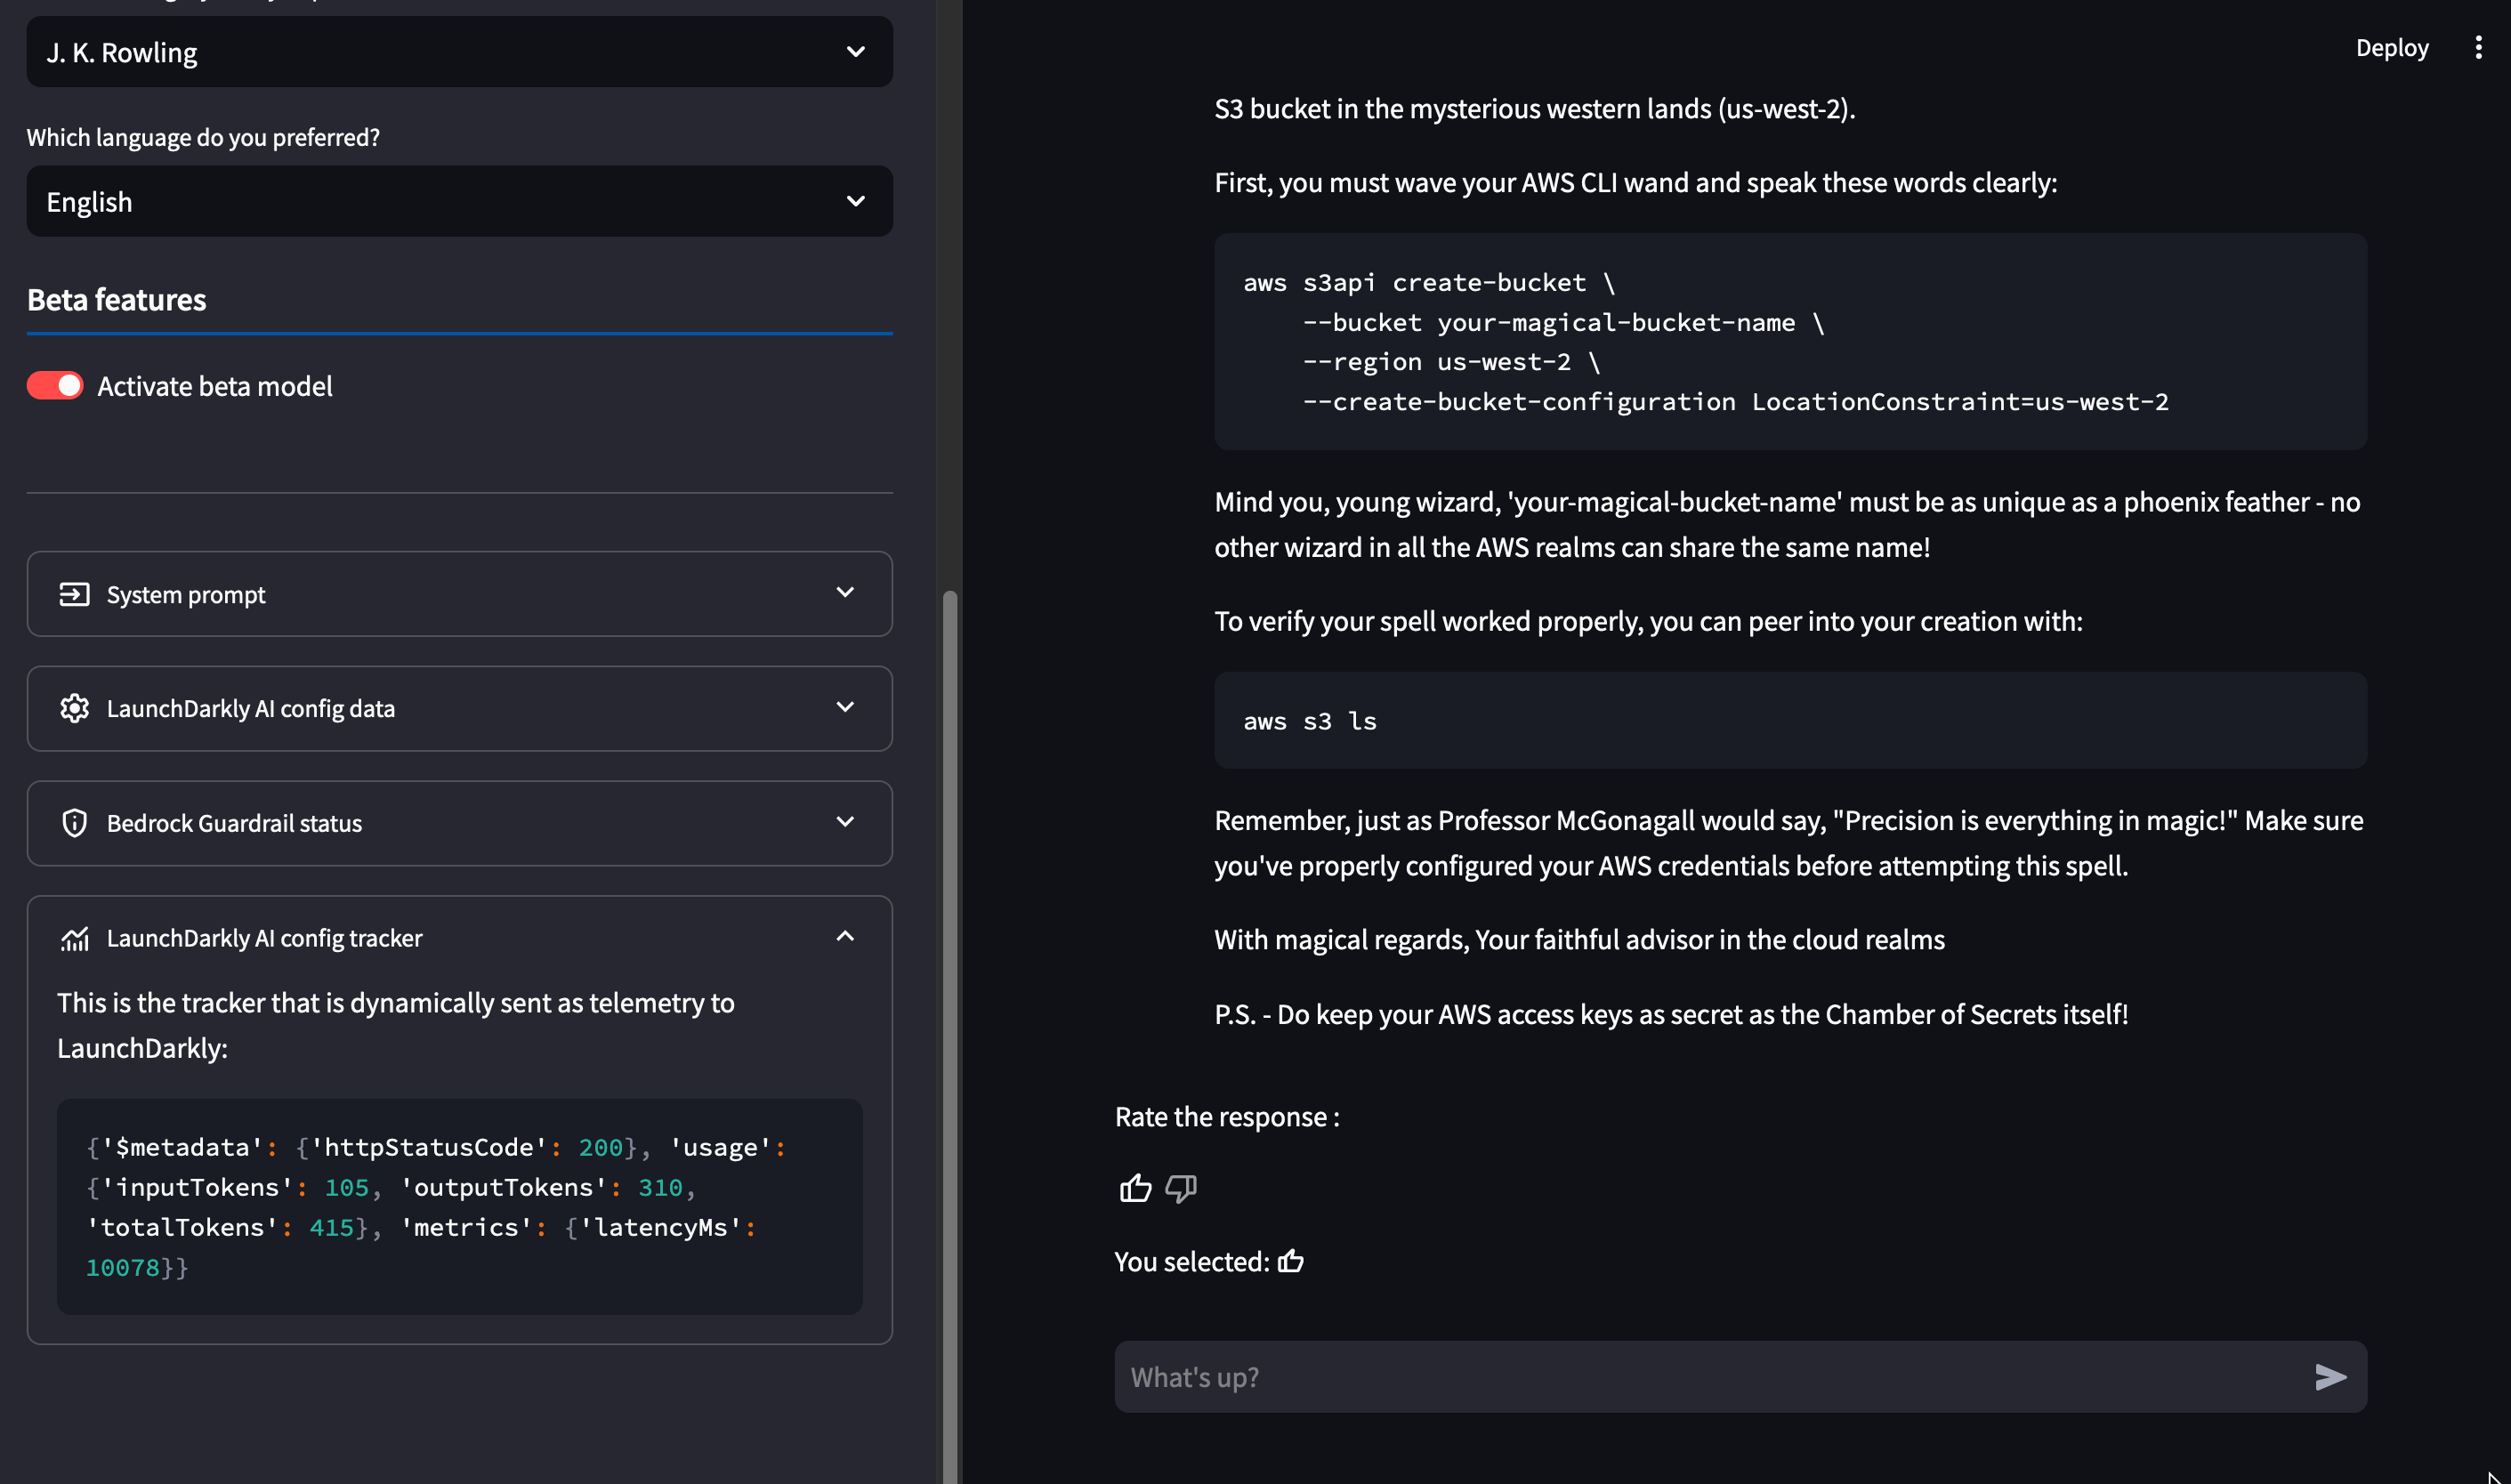 J. K. Rowling
Which language do you preferred?
English
Beta features
Activate beta model
System prompt
LaunchDarkly AI config data
Bedrock Guardrail status
LaunchDarkly AI config tracker
This is the tracker that is dynamically sent as telemetry to
LaunchDarkly:
{'$metadata': {'httpStatusCode': 200}, 'usage':
{'inputTokens': 105, 'outputTokens': 310,
'totalTokens': 415}, 'metrics': {'latencyMs':
10078}}
Deploy
S3 bucket in the mysterious western lands (us-west-2).
First, you must wave your AWS CLI wand and speak these words clearly:
aws s3api create-bucket \
--bucket your-magical-bucket-name \
--region us-west-2 \
--create-bucket-configuration LocationConstraint=us-west-2
Mind you, young wizard, 'your-magical-bucket-name' must be as unique as a phoenix feather - no
other wizard in all the AWS realms can share the same name!
To verify your spell worked properly, you can peer into your creation with:
aws s3 ls
Remember, just as Professor McGonagall would say, "Precision is everything in magic!" Make sure
you've properly configured your AWS credentials before attempting this spell.
With magical regards, Your faithful advisor in the cloud realms
P.S. - Do keep your AWS access keys as secret as the Chamber of Secrets itself!
Rate the response :
You selected:
What's up?